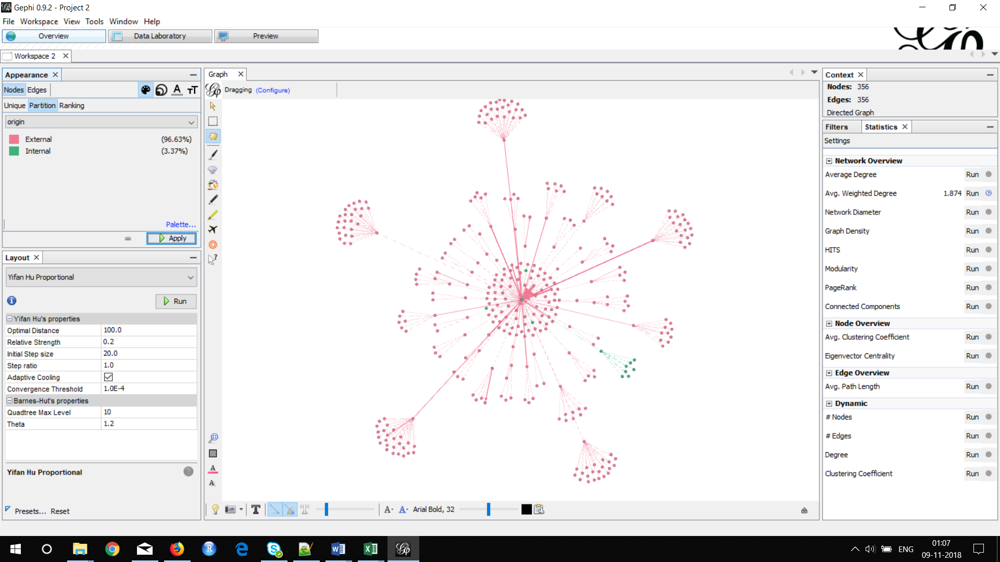 Gephi 0.9.2 - Project 2
File Workspace View Tools Window Help
Overview Data Laboratory Preview
Workspace 2
Appearance
Nodes Edges
Unique Partition Ranking
origin
External (96.63%)
Internal (3.37%)
Palette...
Apply
Layout
Yifan Hu Proportional
Run
Yifan Hu's properties
Optimal Distance 100.0
Relative Strength 0.2
Initial Step size 20.0
Step ratio 1.0
Adaptive Cooling
Convergence Threshold 1.0E-4
Barnes-Hut's properties
Quadtree Max Level 10
Theta 1.2
Yifan Hu Proportional
Presets... Reset
Graph
Dragging (Configure)
Arial Bold, 32
Context
Nodes: 356
Edges: 356
Directed Graph
Filters Statistics
Settings
Network Overview
Average Degree Run
Avg. Weighted Degree 1.874 Run
Network Diameter Run
Graph Density Run
HITS Run
Modularity Run
PageRank Run
Connected Components Run
Node Overview
Avg. Clustering Coefficient Run
Eigenvector Centrality Run
Edge Overview
Avg. Path Length Run
Dynamic
# Nodes Run
# Edges Run
Degree Run
Clustering Coefficient Run
ENG
01:07
09-11-2018